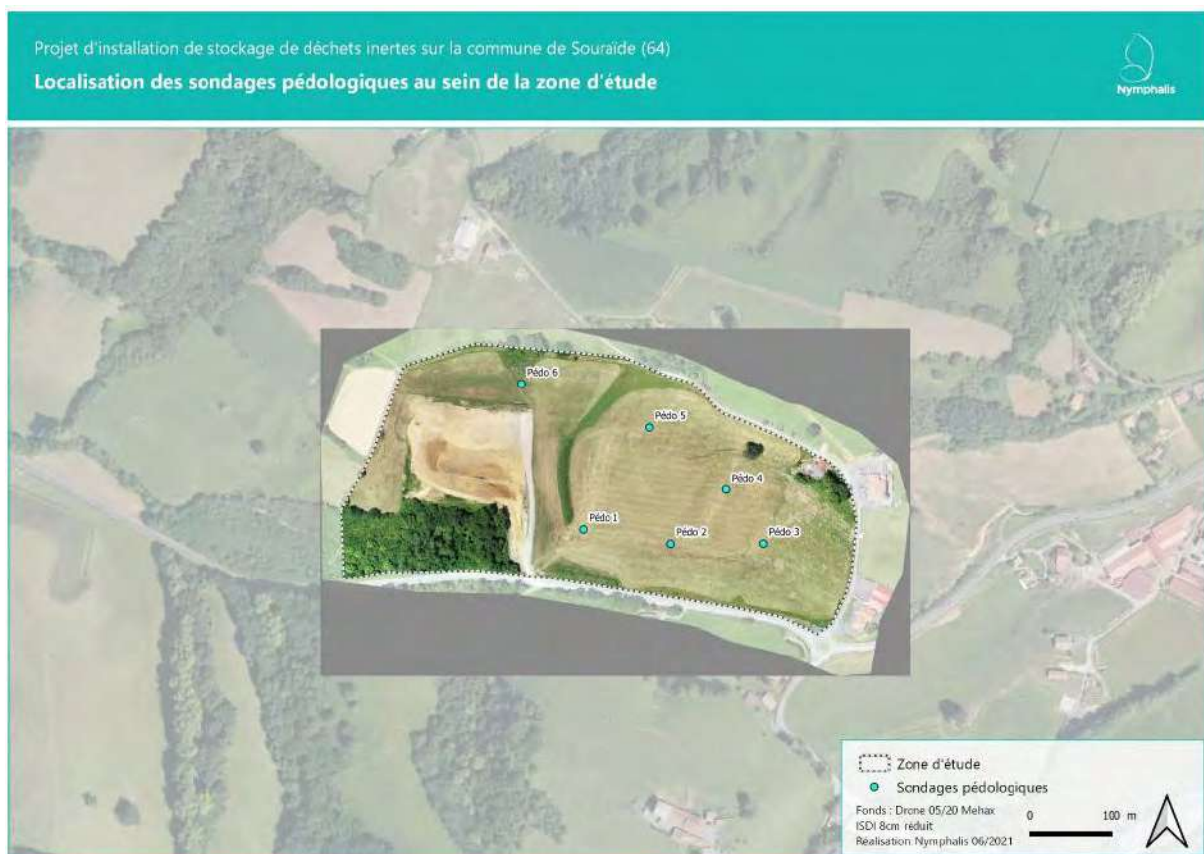 Projet d'installation de stockage de déchets inertes sur la commune de Souraïde (64)
Localisation des sondages pédologiques au sein de la zone d'étude
Nymphalis
Pédo 6
Pédo 5
Pédo 4
Pédo 1
Pédo 2
Pédo 3
Zone d'étude
Sondages pédologiques
Fonds : Drone 05/20 Mehax
ISDI 8cm réduit
Réalisation Nymphalis 06/2021
0 100 m